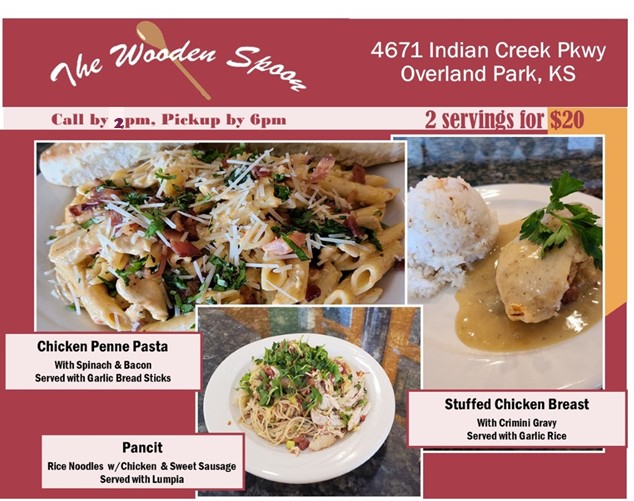 The Wooden Spoon
4671 Indian Creek Pkwy
Overland Park, KS
Call by 2pm, Pickup by 6pm
2 servings for $20
Chicken Penne Pasta
With Spinach & Bacon
Served with Garlic Bread Sticks
Pancit
Rice Noodles w/Chicken & Sweet Sausage
Served with Lumpia
Stuffed Chicken Breast
With Crimini Gravy
Served with Garlic Rice